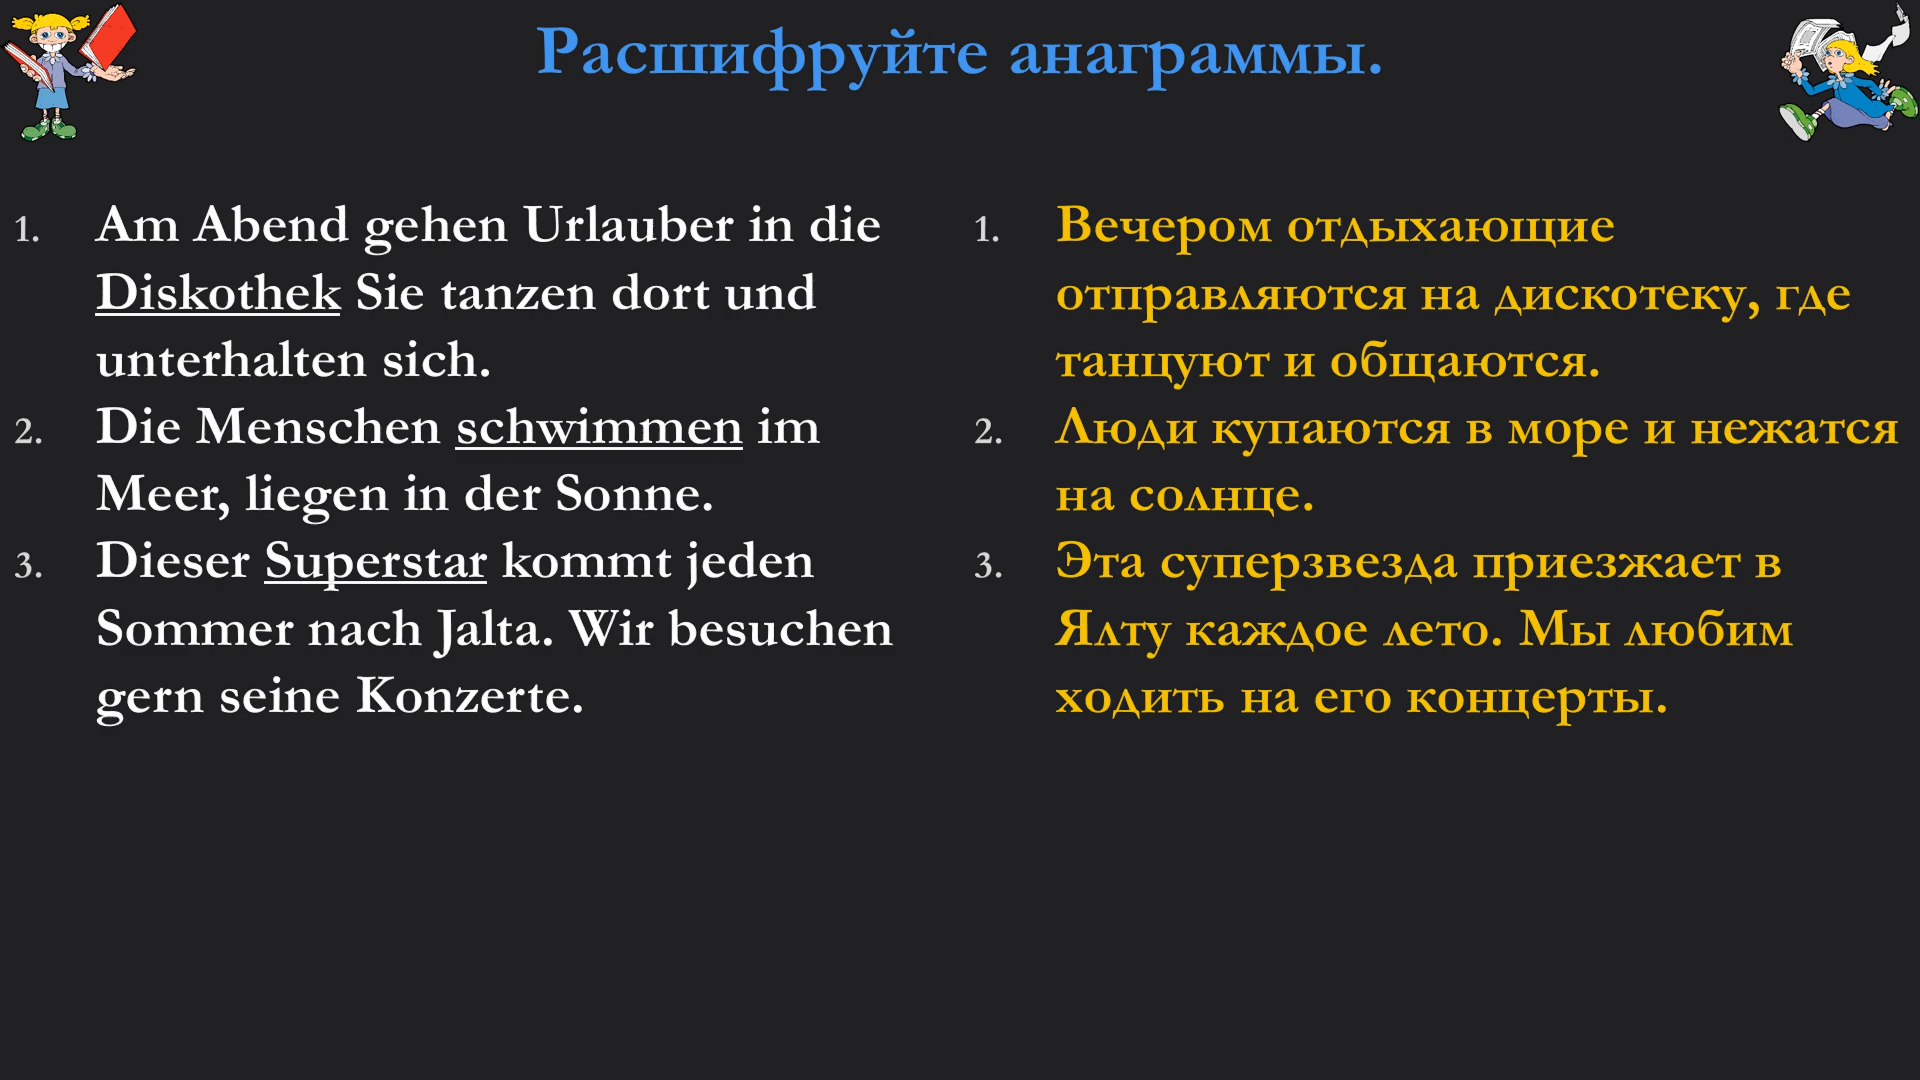 Расшифруйте анаграммы.
1. Am Abend gehen Urlauber in die
Diskothek Sie tanzen dort und
unterhalten sich.
2. Die Menschen schwimmen im
Meer, liegen in der Sonne.
3. Dieser Superstar kommt jeden
Sommer nach Jalta. Wir besuchen
gern seine Konzerte.
1. Вечером отдыхающие
отправляются на дискотеку, где
танцуют и общаются.
2. Люди купаются в море и нежатся
на солнце.
3. Эта суперзвезда приезжает в
Ялту каждое лето. Мы любим
ходить на его концерты.